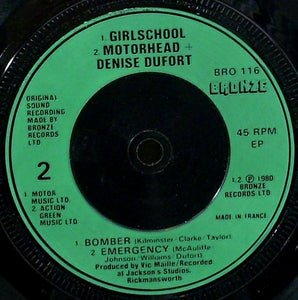 1. GIRLSCHOOL
2. MOTORHEAD +
DENISE DUFORT
BRO 116
BRONZE
ORIGINAL
SOUND
RECORDING
MADE BY
BRONZE
RECORDS
LTD
45 RPM
EP
2
1. MOTOR
MUSIC LTD.
2. ACTION
GREEN
MUSIC LTD
1.2. Ⓟ 1980
BRONZE
RECORDS LTD
MADE IN FRANCE
1. BOMBER (Kilminster-Clarke-Taylor)
2. EMERGENCY (McAuliffe-
Johnson-Williams-Dufort)
Produced by Vic Maille/Recorded
at Jackson's Studios.
Rickmansworth